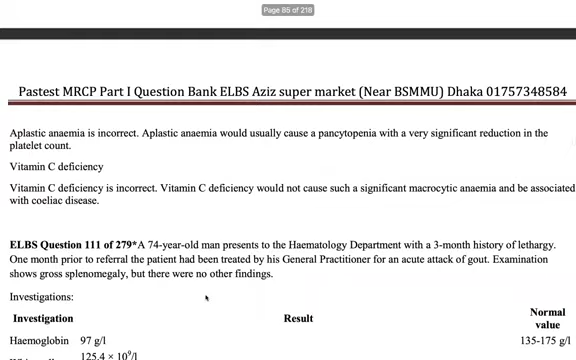 Page 85 of 218
Pastest MRCP Part I Question Bank ELBS Aziz super market (Near BSMMU) Dhaka 01757348584
Aplastic anaemia is incorrect. Aplastic anaemia would usually cause a pancytopenia with a very significant reduction in the
platelet count.
Vitamin C deficiency
Vitamin C deficiency is incorrect. Vitamin C deficiency would not cause such a significant macrocytic anaemia and be associated
with coeliac disease.
ELBS Question 111 of 279*A 74-year-old man presents to the Haematology Department with a 3-month history of lethargy.
One month prior to referral the patient had been treated by his General Practitioner for an acute attack of gout. Examination
shows gross splenomegaly, but there were no other findings.
Investigations:
Investigation Result Normal value
Haemoglobin 97 g/l 135-175 g/l
125.4 × 10⁹/l